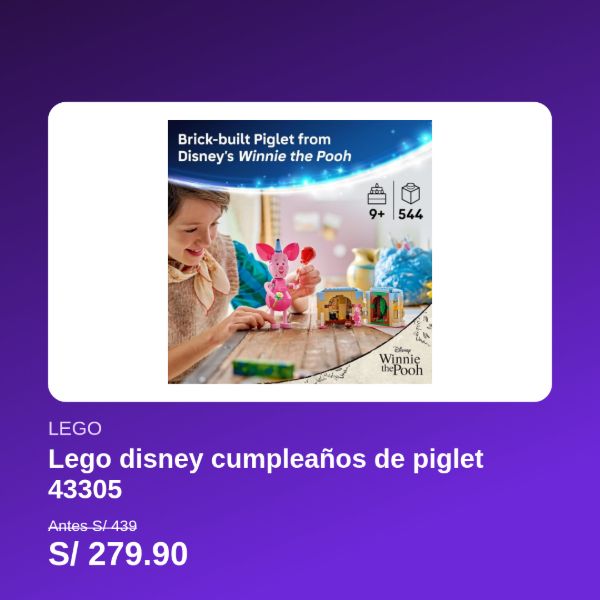 Brick-built Piglet from
Disney's Winnie the Pooh
9+ 544
Disney
Winnie
the Pooh
LEGO
Lego disney cumpleaños de piglet
43305
Antes S/ 439
S/ 279.90